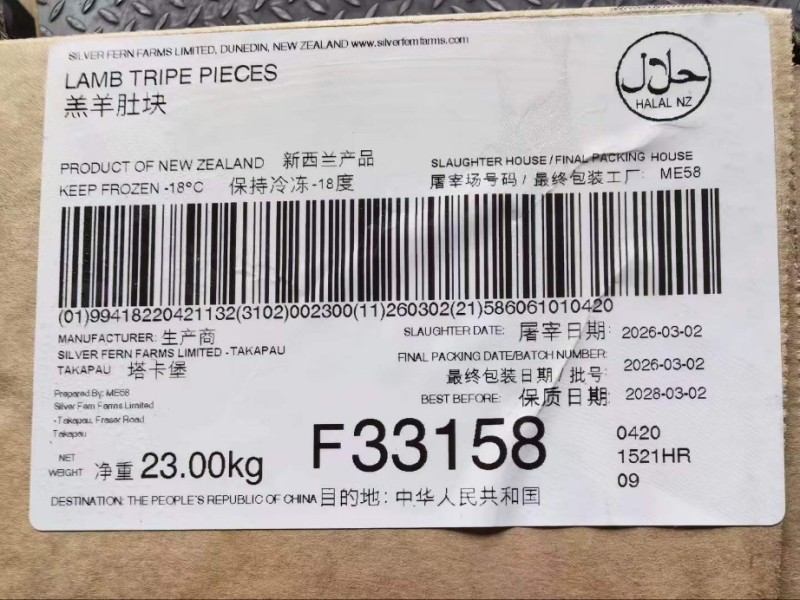 SILVER FERN FARMS LIMITED, DUNEDIN, NEW ZEALAND www.silverfernfarms.com
LAMB TRIPE PIECES
羔羊肚块
حلال
HALAL NZ
PRODUCT OF NEW ZEALAND 新西兰产品
KEEP FROZEN -18°C 保持冷冻-18度
SLAUGHTER HOUSE / FINAL PACKING HOUSE
屠宰场号码 / 最终包装工厂: ME58
(01)99418220421132(3102)002300(11)260302(21)586061010420
MANUFACTURER: 生产商
SILVER FERN FARMS LIMITED - TAKAPAU
TAKAPAU 塔卡堡
Prepared By: ME58
Silver Fern Farms Limited
- Takapau, Fraser Road
Takapau
SLAUGHTER DATE: 屠宰日期: 2026-03-02
FINAL PACKING DATE/BATCH NUMBER:
最终包装日期 / 批号: 2026-03-02
BEST BEFORE: 保质日期: 2028-03-02
NET
WEIGHT 净重 23.00kg
F33158
0420
1521HR
09
DESTINATION: THE PEOPLE'S REPUBLIC OF CHINA 目的地: 中华人民共和国